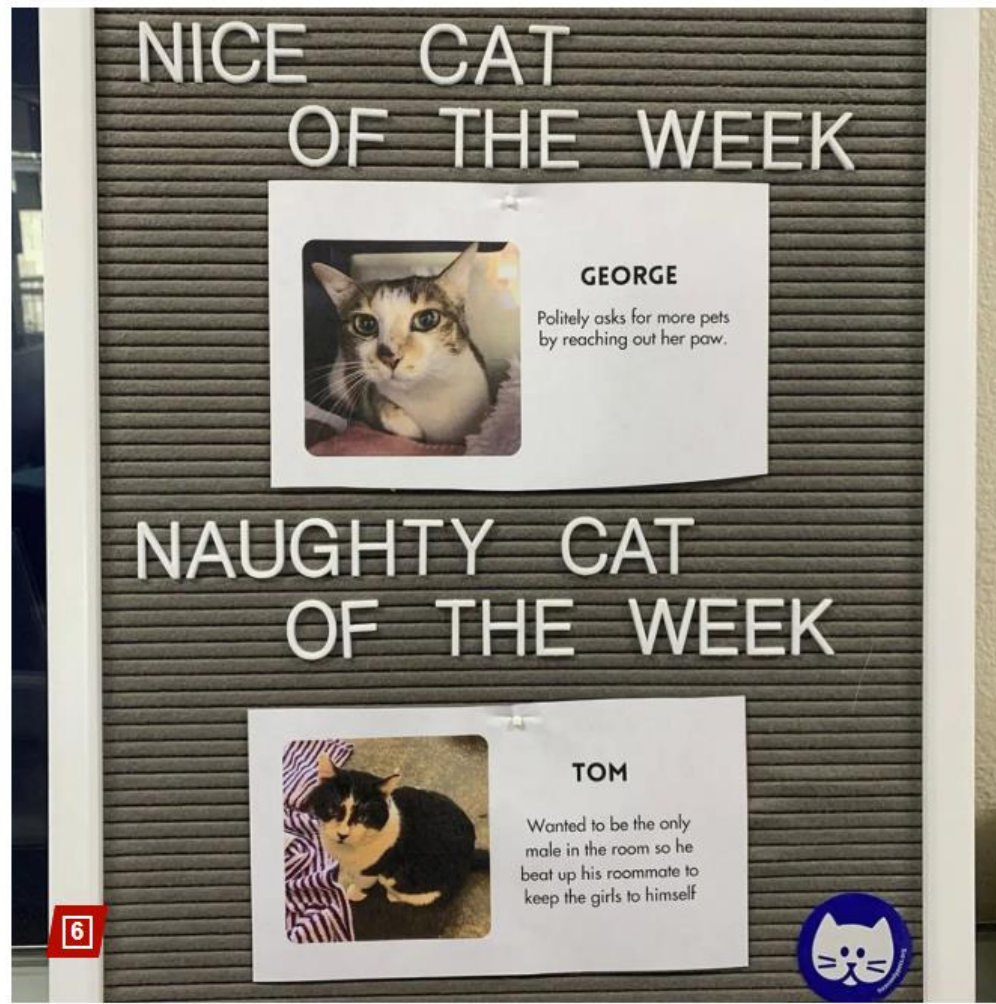 NICE CAT
OF THE WEEK
GEORGE
Politely asks for more pets
by reaching out her paw.
NAUGHTY CAT
OF THE WEEK
TOM
Wanted to be the only
male in the room so he
beat up his roommate to
keep the girls to himself
6